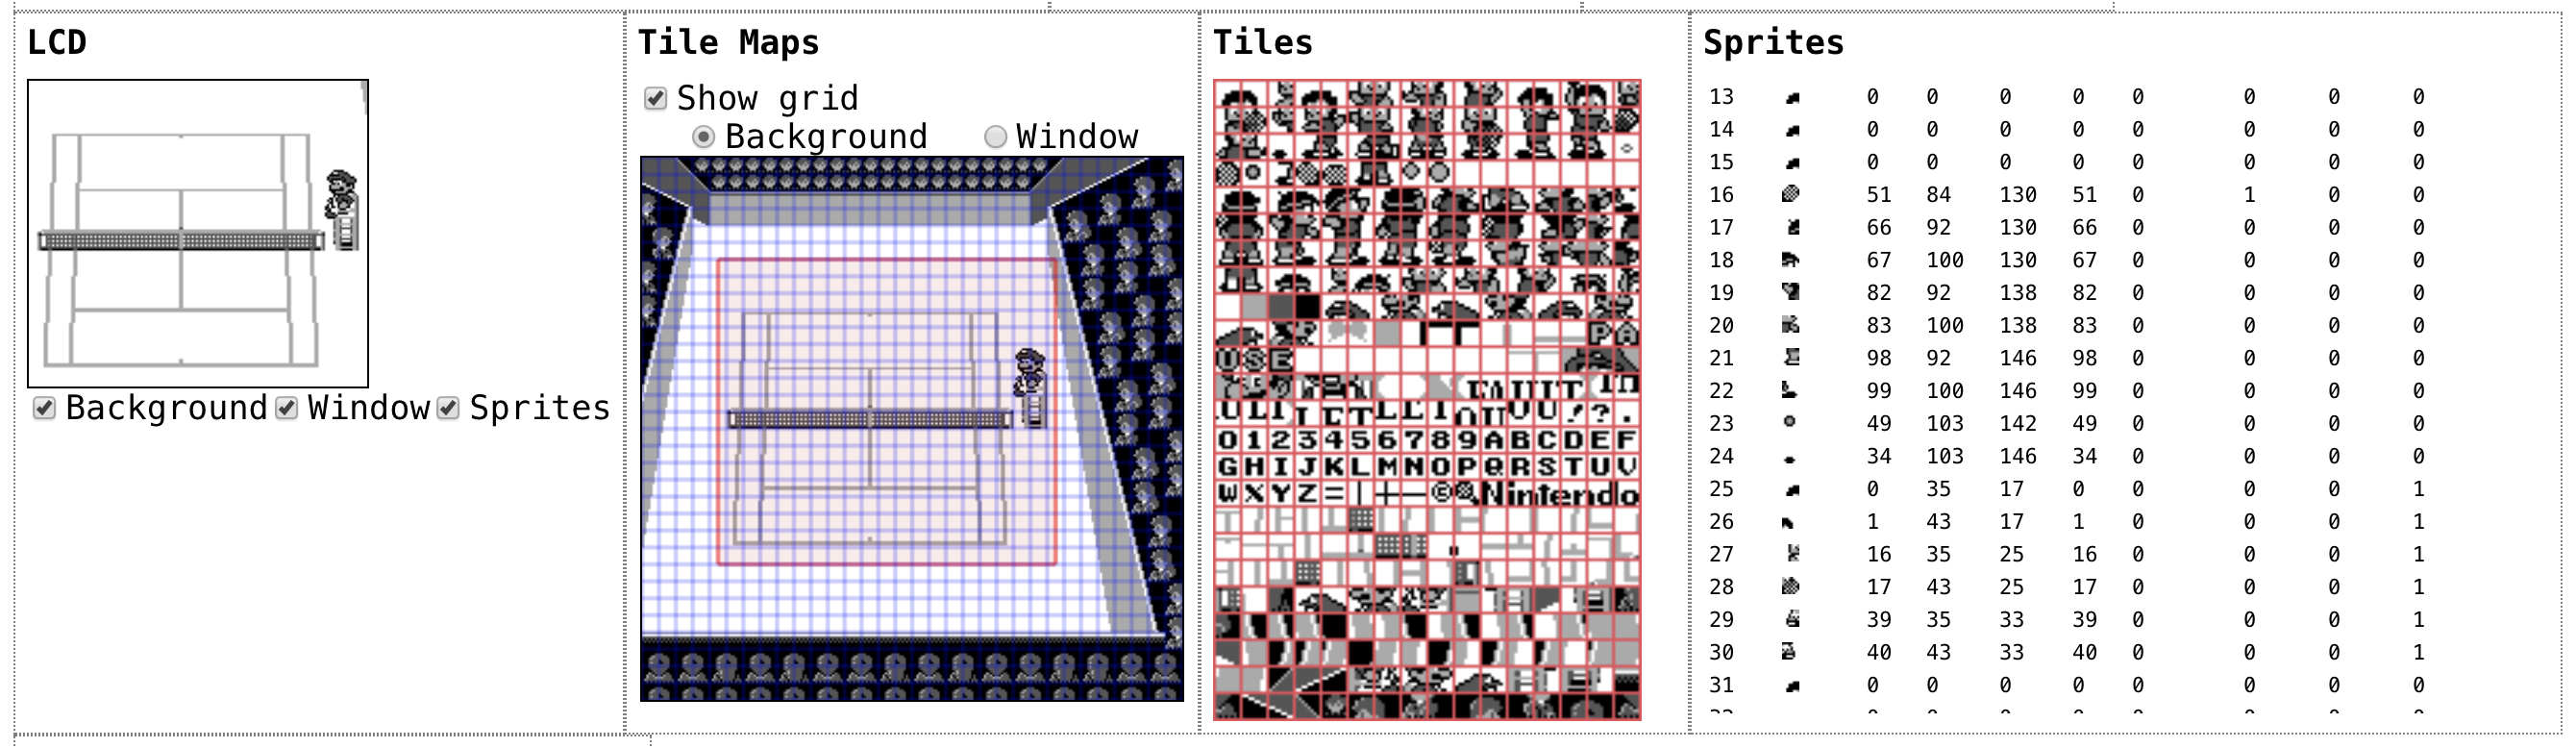 LCD
Background Window Sprites
Tile Maps
Show grid
Background Window
Tiles
PA
USE
0123456789ABCDEF
GHIJKLMNOPQRSTUV
WXYZ= ©Nintendo
Sprites
13 0 0 0 0 0 0 0 0
14 0 0 0 0 0 0 0 0
15 0 0 0 0 0 0 0 0
16 51 84 130 51 0 1 0 0
17 66 92 130 66 0 0 0 0
18 67 100 130 67 0 0 0 0
19 82 92 138 82 0 0 0 0
20 83 100 138 83 0 0 0 0
21 98 92 146 98 0 0 0 0
22 99 100 146 99 0 0 0 0
23 49 103 142 49 0 0 0 0
24 34 103 146 34 0 0 0 0
25 0 35 17 0 0 0 0 1
26 1 43 17 1 0 0 0 1
27 16 35 25 16 0 0 0 1
28 17 43 25 17 0 0 0 1
29 39 35 33 39 0 0 0 1
30 40 43 33 40 0 0 0 1
31 0 0 0 0 0 0 0 0